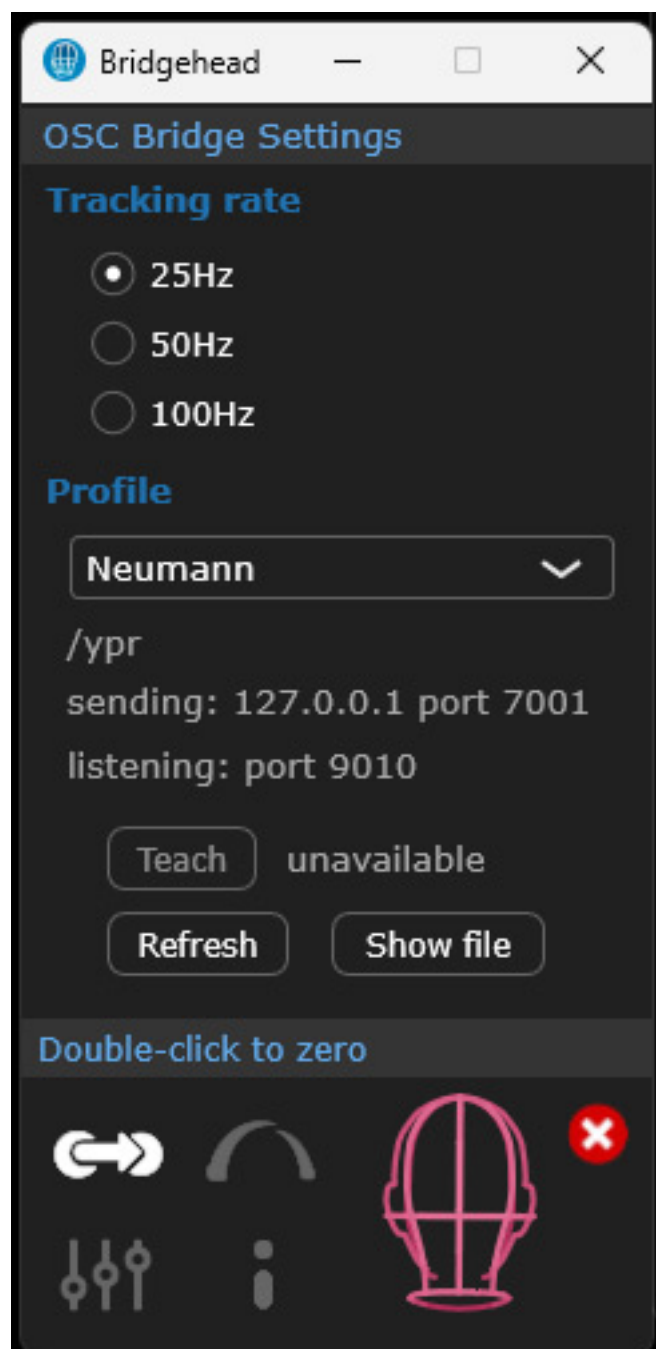 Bridgehead
OSC Bridge Settings
Tracking rate
25Hz
50Hz
100Hz
Profile
Neumann
/ypr
sending: 127.0.0.1 port 7001
listening: port 9010
Teach unavailable
Refresh Show file
Double-click to zero